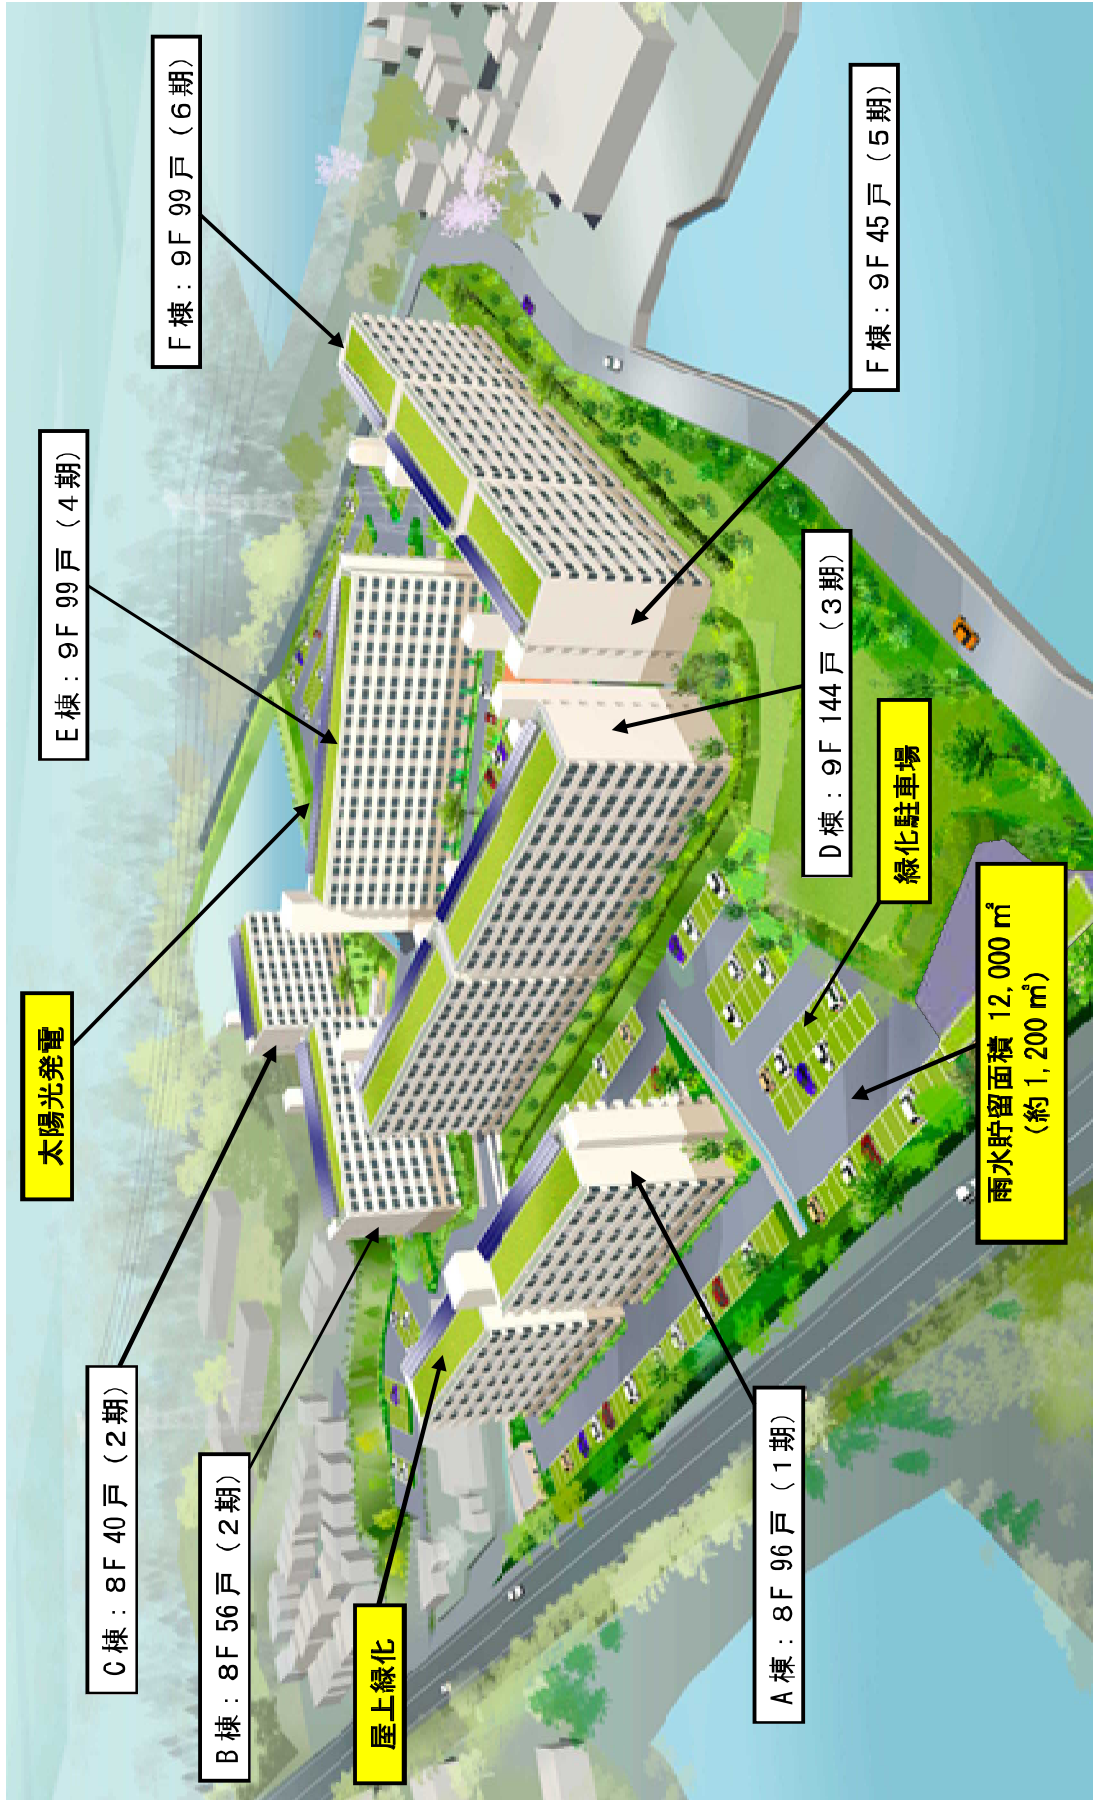 太陽光発電
E棟：9F 99戸（4期）
F棟：9F 99戸（6期）
C棟：8F 40戸（2期）
B棟：8F 56戸（2期）
屋上緑化
A棟：8F 96戸（1期）
D棟：9F 144戸（3期）
F棟：9F 45戸（5期）
緑化駐車場
雨水貯留面積 12,000㎡
（約1,200㎥）